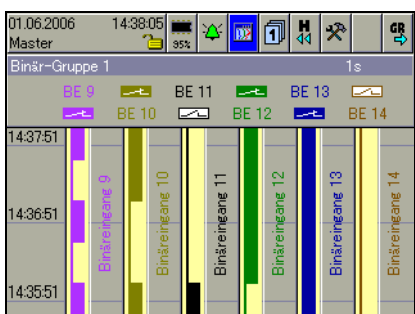 01.06.2006 14:38:05
Master 95% 1 H GR
Binär-Gruppe 1 1s
BE 9 BE 11 BE 13
BE 10 BE 12 BE 14
14:37:51
14:36:51
14:35:51
Binäreingang 9
Binäreingang 10
Binäreingang 11
Binäreingang 12
Binäreingang 13
Binäreingang 14